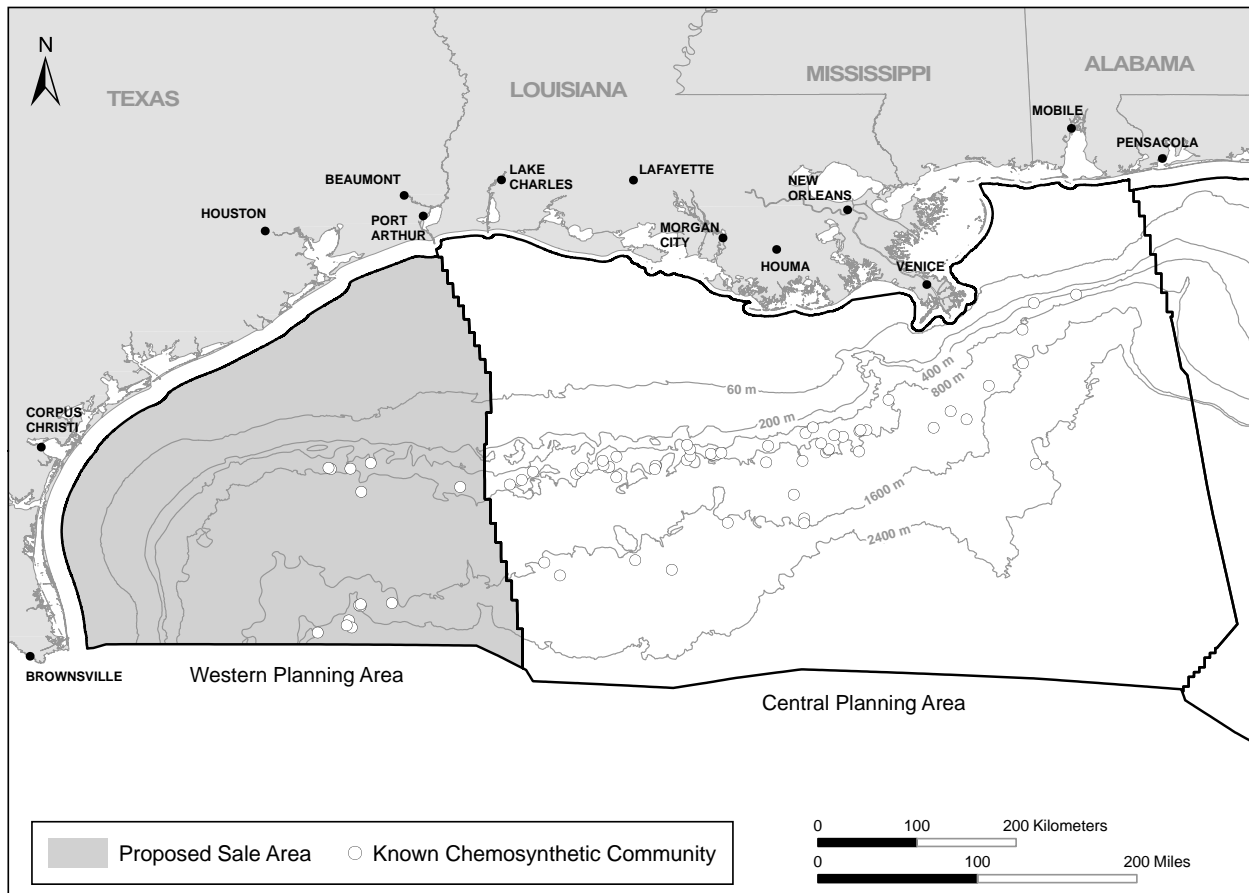 N
TEXAS
LOUISIANA
MISSISSIPPI
ALABAMA
MOBILE
PENSACOLA
BEAUMONT
LAKE
CHARLES
LAFAYETTE
NEW
ORLEANS
HOUSTON
PORT
ARTHUR
MORGAN
CITY
HOUMA
VENICE
60 m
200 m
400 m
800 m
1600 m
2400 m
CORPUS
CHRISTI
BROWNSVILLE
Western Planning Area
Central Planning Area
Proposed Sale Area
Known Chemosynthetic Community
0 100 200 Kilometers
0 100 200 Miles